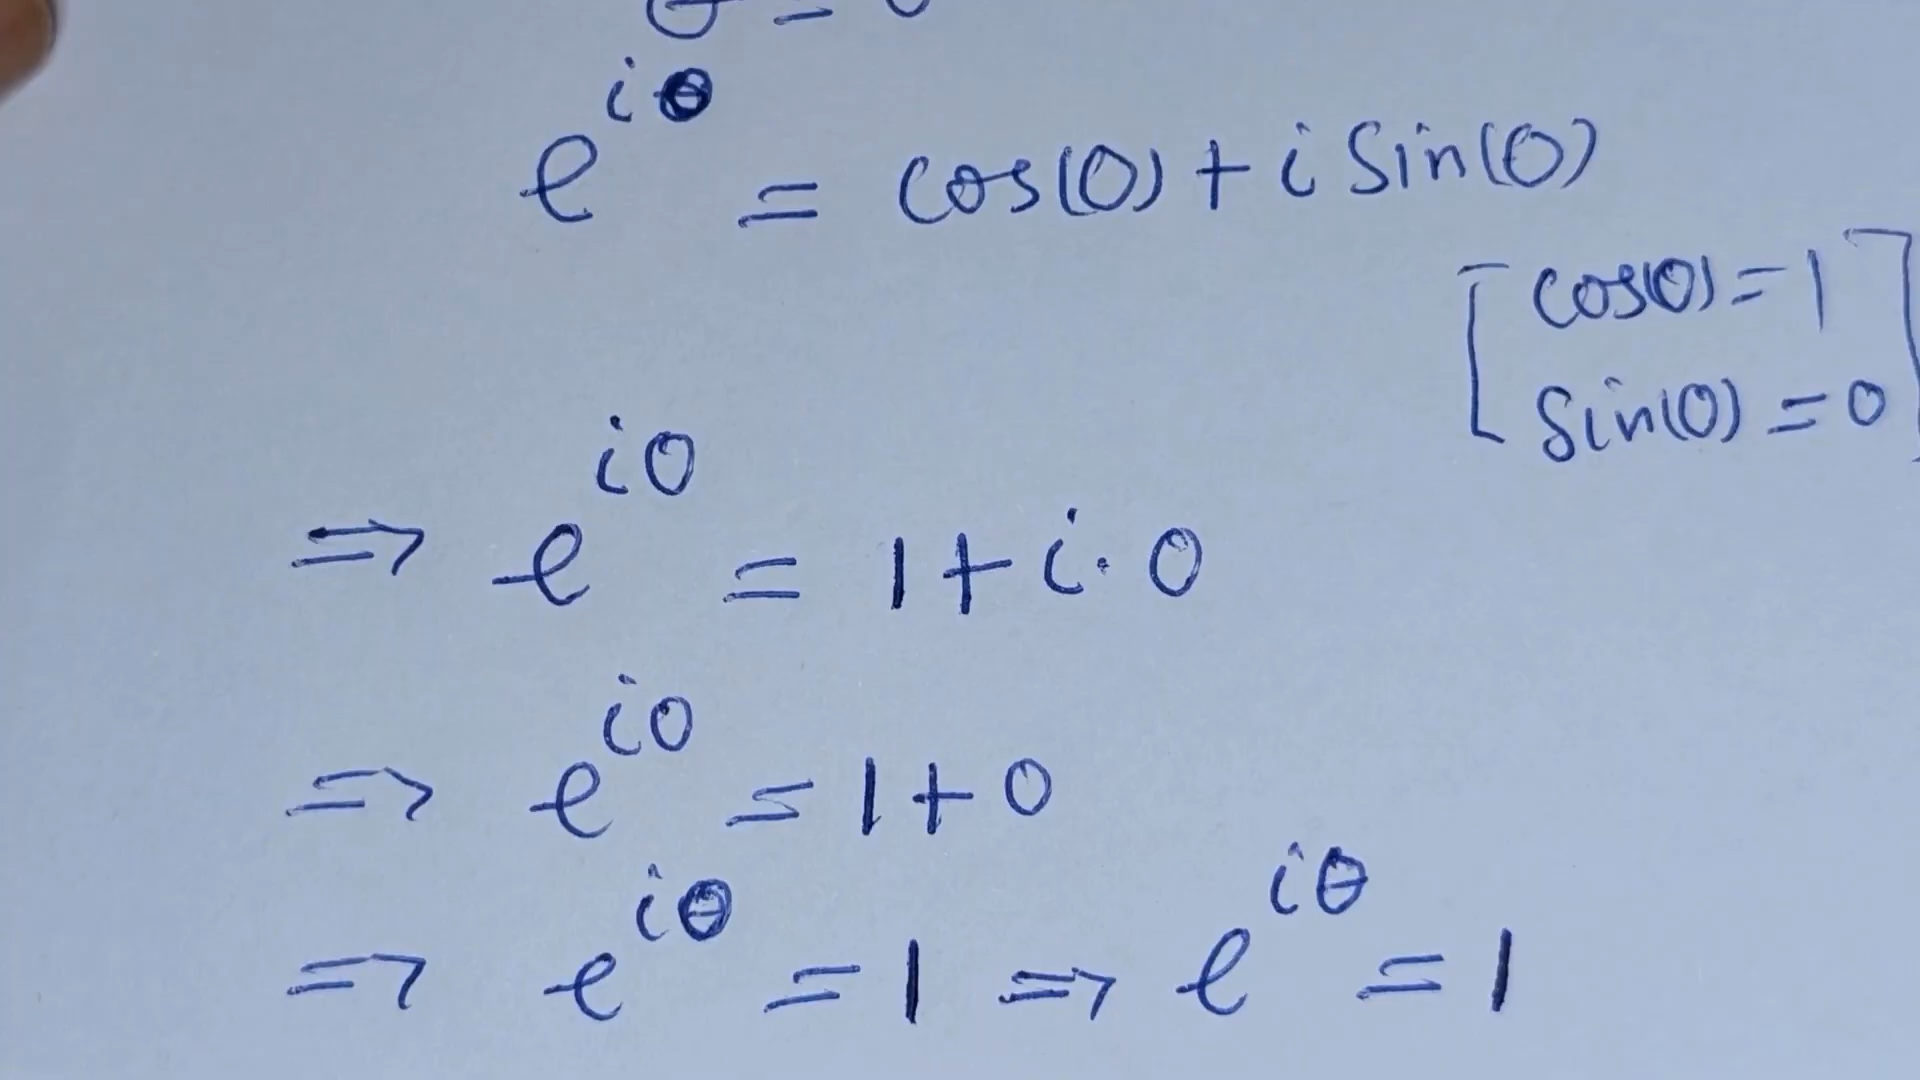 θ = 0
e^{iθ} = cos(0) + i Sin(0)
[cos(0) = 1
Sin(0) = 0]
⇒ e^{i0} = 1 + i·0
⇒ e^{i0} = 1 + 0
⇒ e^{iθ} = 1 ⇒ e^{iθ} = 1